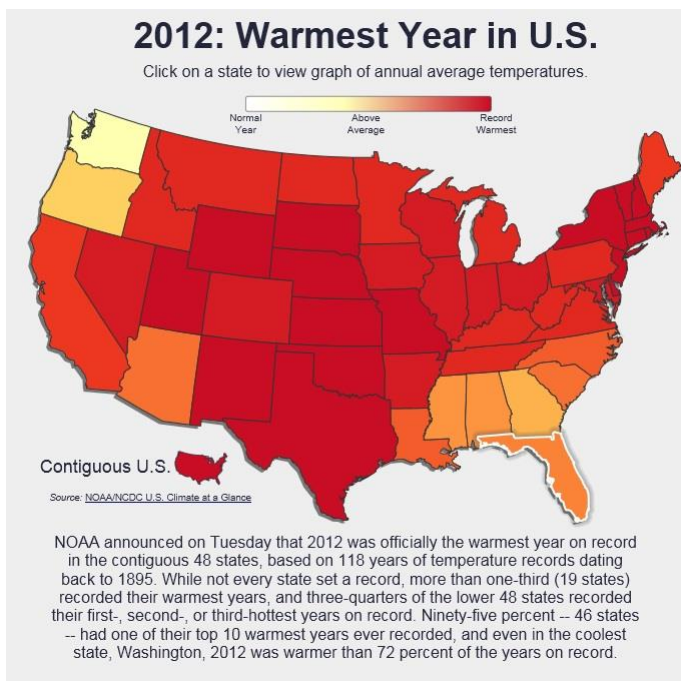 2012: Warmest Year in U.S.
Click on a state to view graph of annual average temperatures.
Normal Year
Above Average
Record Warmest
Contiguous U.S.
Source: NOAA/NCDC U.S. Climate at a Glance
NOAA announced on Tuesday that 2012 was officially the warmest year on record
in the contiguous 48 states, based on 118 years of temperature records dating
back to 1895. While not every state set a record, more than one-third (19 states)
recorded their warmest years, and three-quarters of the lower 48 states recorded
their first-, second-, or third-hottest years on record. Ninety-five percent -- 46 states
-- had one of their top 10 warmest years ever recorded, and even in the coolest
state, Washington, 2012 was warmer than 72 percent of the years on record.